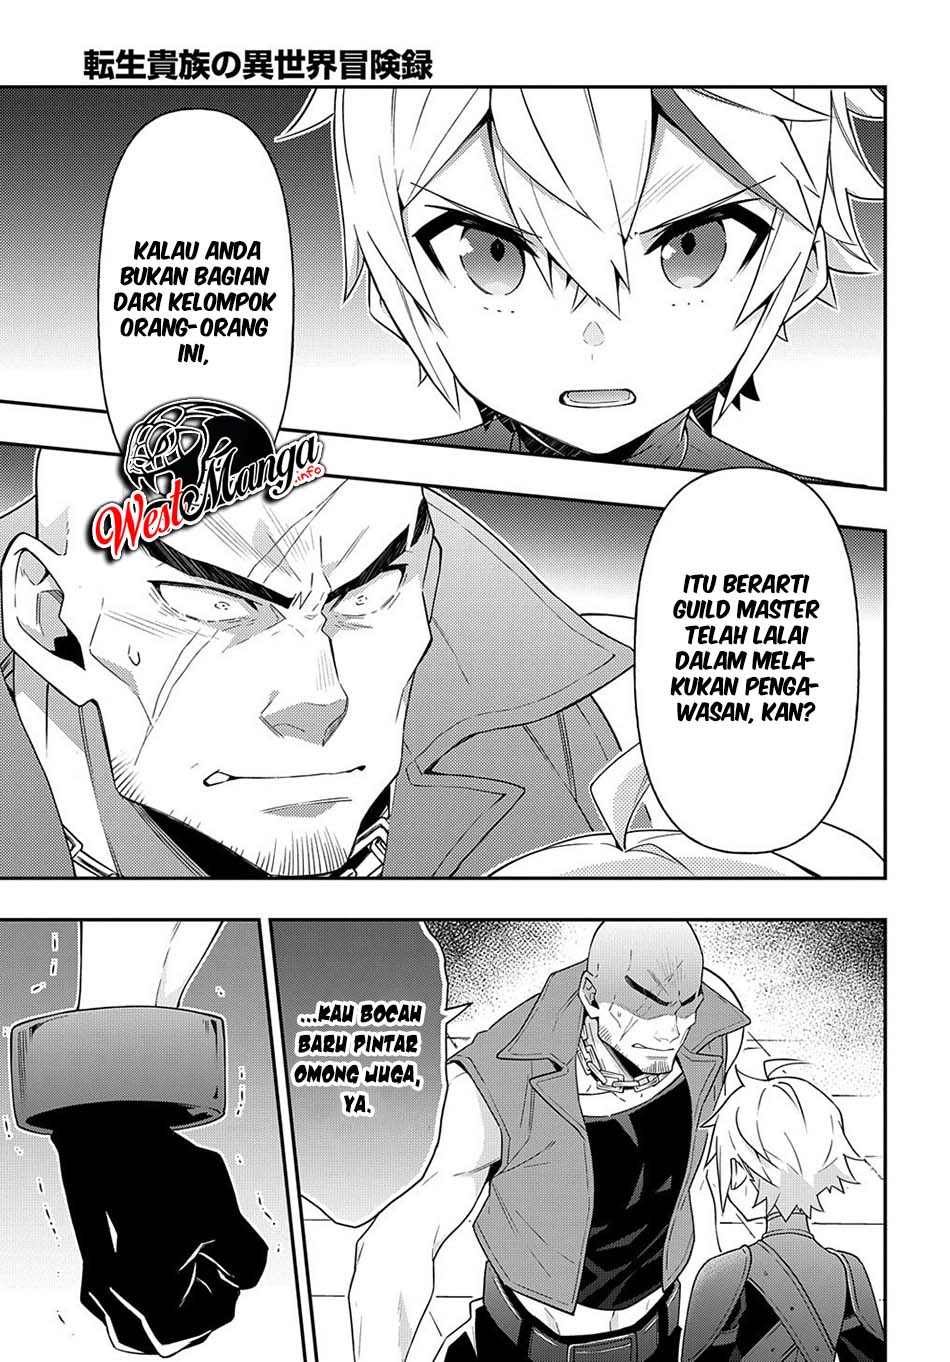 転生貴族の異世界冒険録
KALAU ANDA
BUKAN BAGIAN
DARI KELOMPOK
ORANG-ORANG
INI,
WestManga
.info
ITU BERARTI
GUILD MASTER
TELAH LALAI
DALAM MELA-
KUKAN PENGA-
WASAN, KAN?
....KAU BOCAH
BARU PINTAR
OMONG JUGA,
YA.